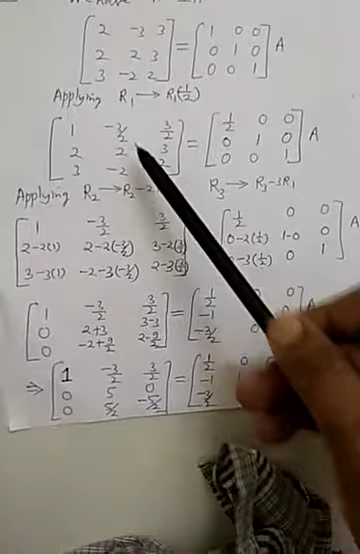 [2 -3 3] = [1 0 0] A
[2 2 3] [0 1 0]
[3 -2 2] [0 0 1]
Applying R₁ → R₁(1/2)
[1 -3/2 3/2] = [1/2 0 0] A
[2 2 3] [0 1 0]
[3 -2 2] [0 0 1]
Applying R₂ → R₂-2 R₃ → R₃-3R₁
[1 -3/2 3/2] [1/2 0 0] A
[2-2(1) 2-2(-3/2) 3-2(3/2)] [0-2(1/2) 1-0 0]
[3-3(1) -2-3(-3/2) 2-3(3/2)] [-3(1/2) 0 1]
[1 -3/2 3/2] = [1/2 0 0] A
[0 2+3 3-3] [-1
[0 -2+9/2 2-9/2] [-3/2 0
⇒ [1 -3/2 3/2] = [1/2 0
[0 5 0] [-1
[0 5/2 -5/2] [-3/2